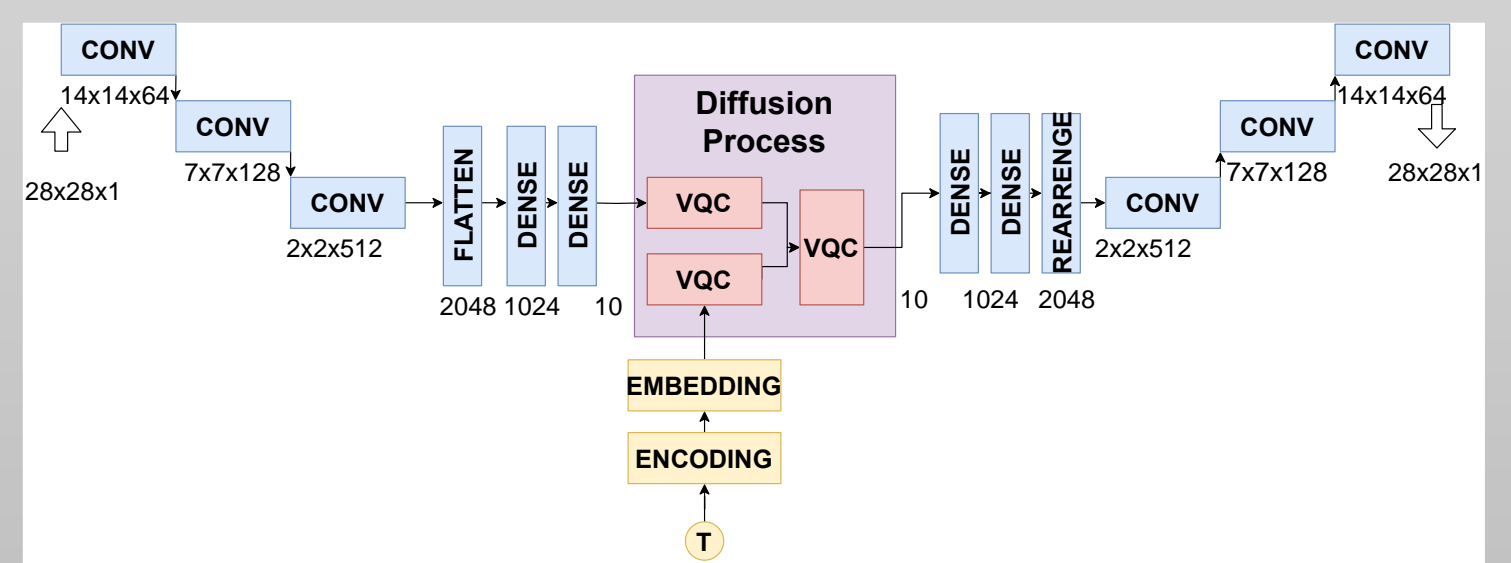 CONV
14x14x64
28x28x1
CONV
7x7x128
CONV
2x2x512
FLATTEN
2048
DENSE
1024
DENSE
10
Diffusion
Process
VQC
VQC
VQC
EMBEDDING
ENCODING
T
10
DENSE
1024
DENSE
REARRENGE
2048
CONV
2x2x512
CONV
7x7x128
CONV
14x14x64
28x28x1